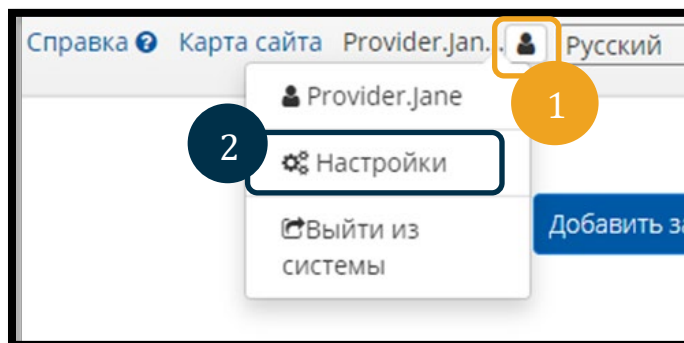 Справка Карта сайта Provider.Jan... Русский
1
Provider.Jane
2
Настройки
Выйти из
системы
Добавить